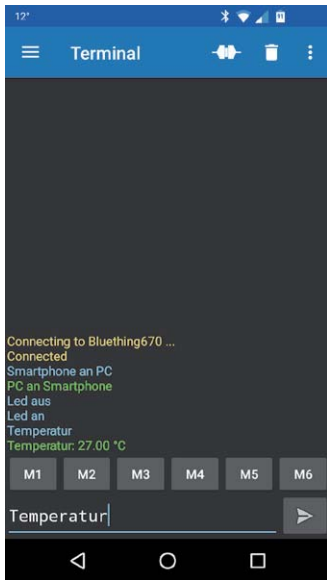 12°
Terminal
Connecting to Bluething670 ...
Connected
Smartphone an PC
PC an Smartphone
Led aus
Led an
Temperatur
Temperatur: 27.00 °C
M1 M2 M3 M4 M5 M6
Temperatur